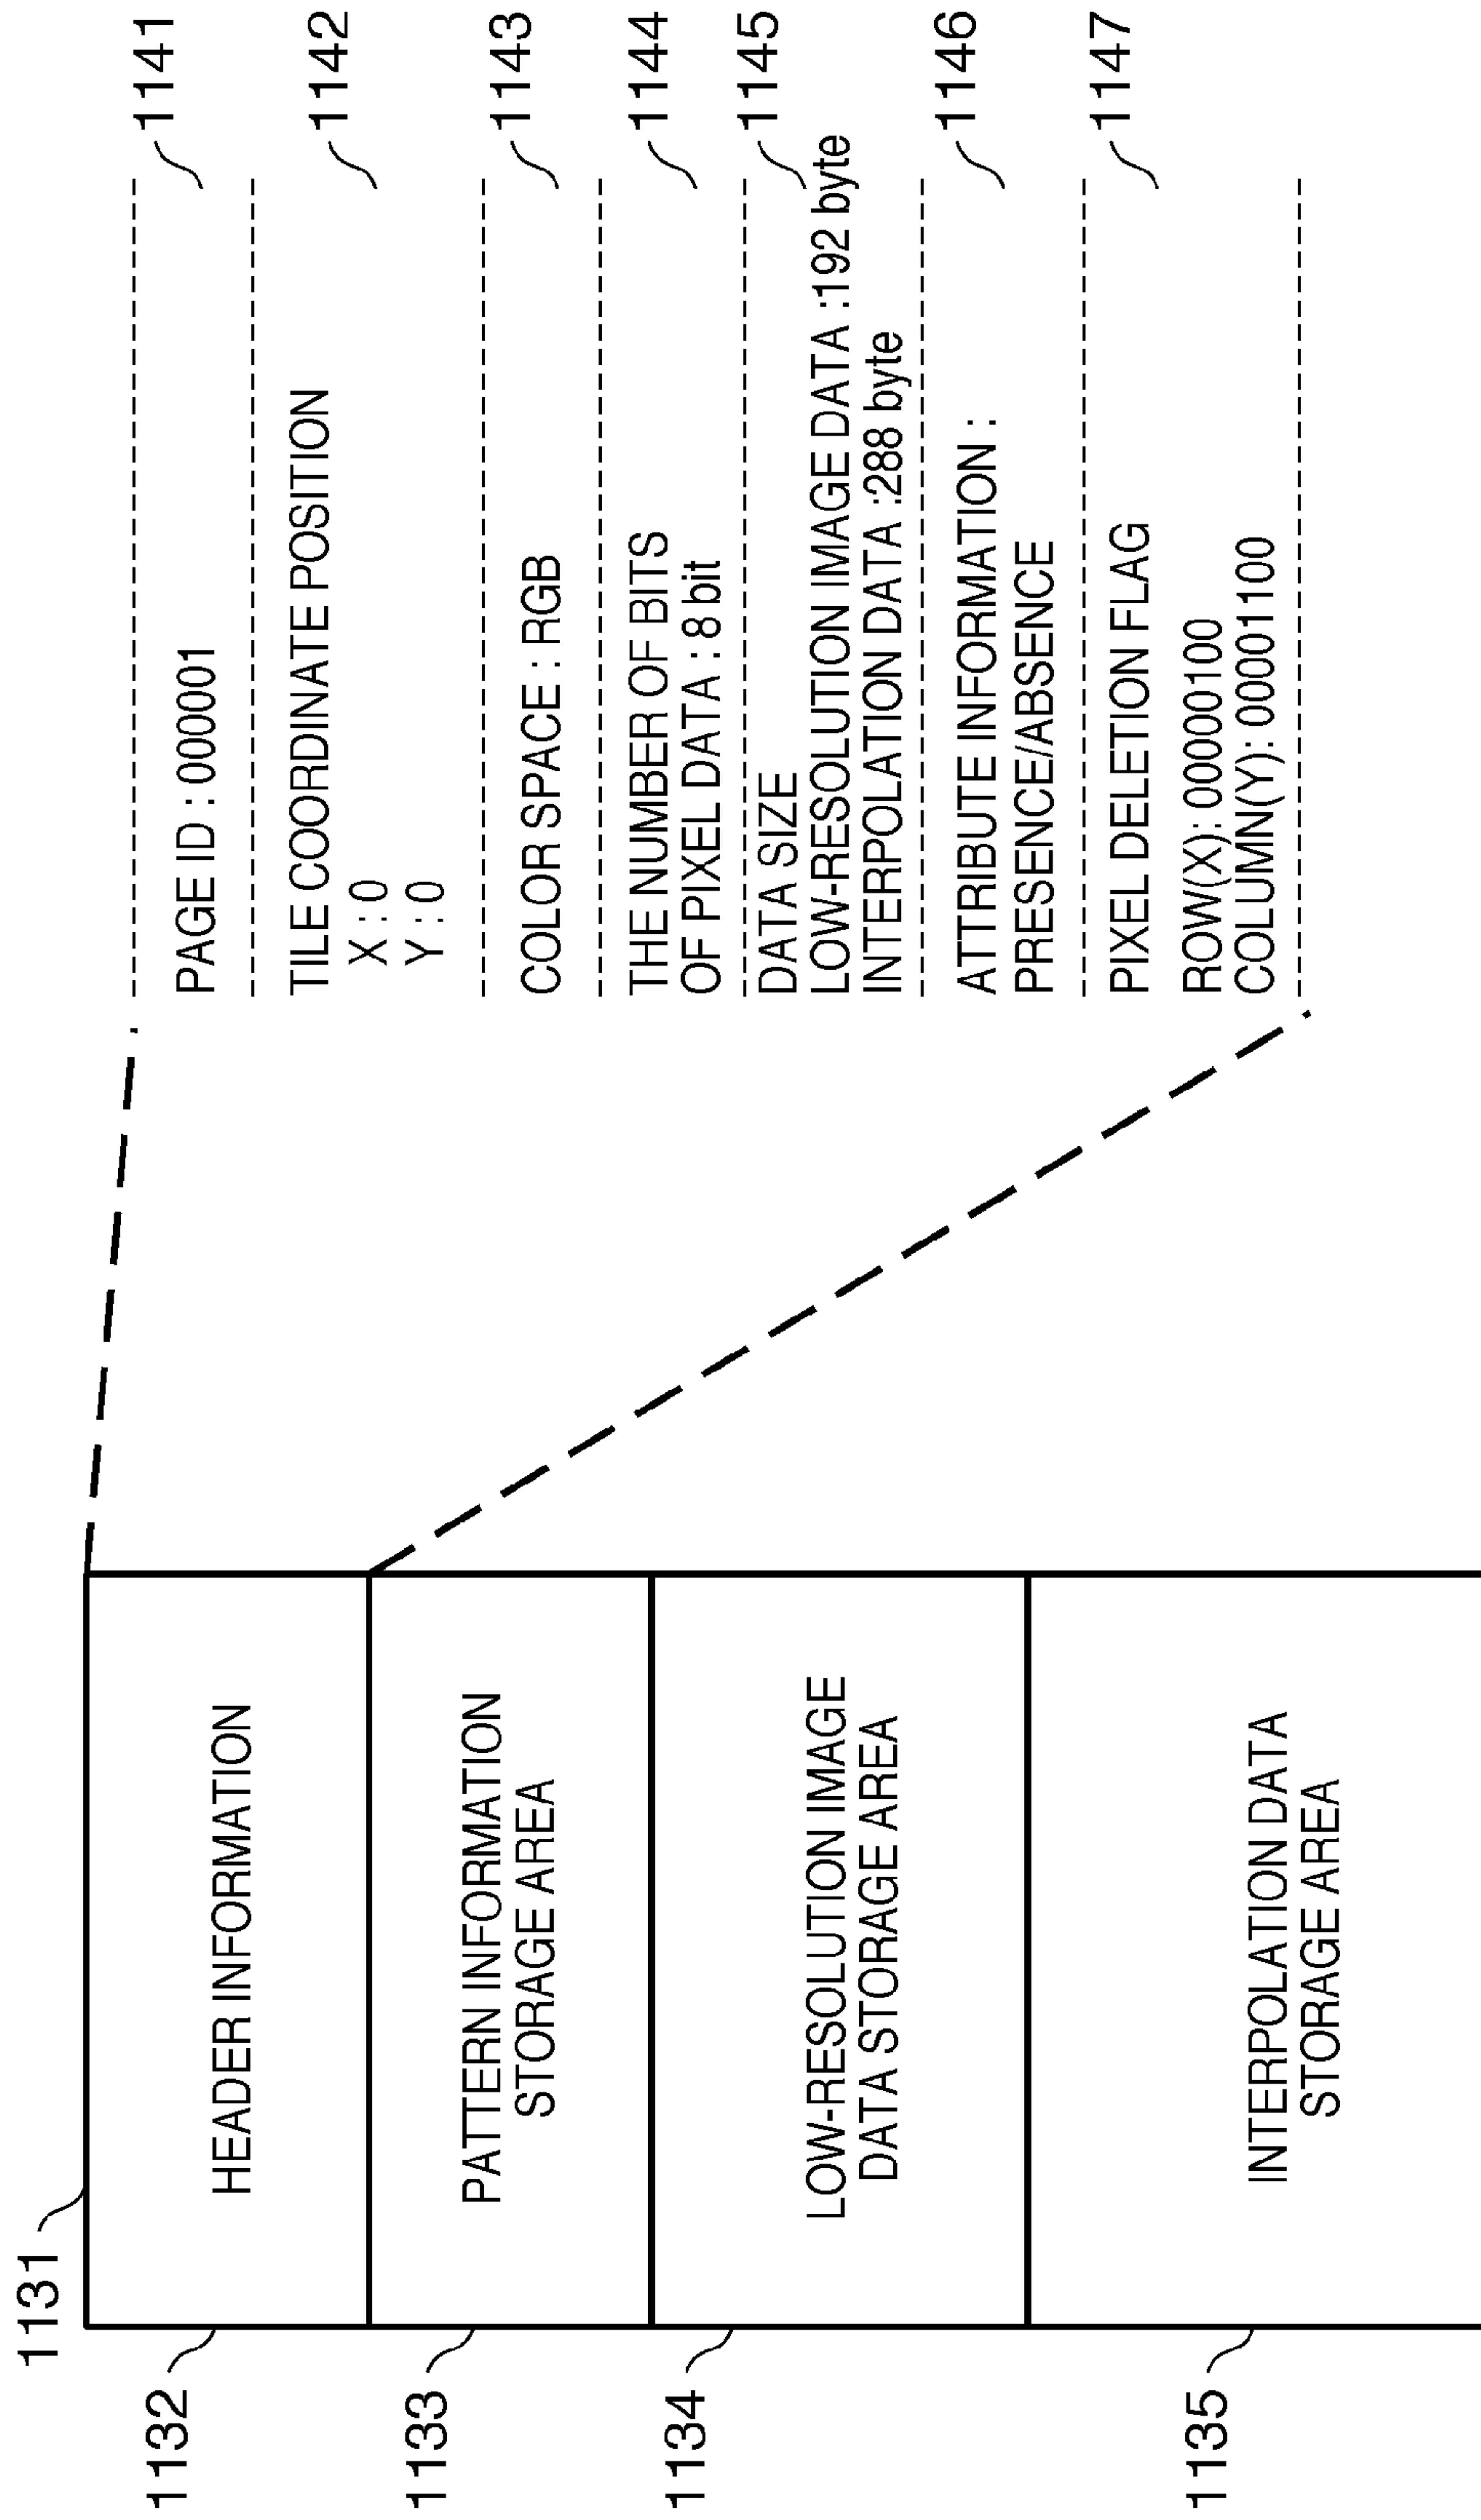 1131
1132
HEADER INFORMATION
1133
PATTERN INFORMATION
STORAGE AREA
1134
LOW-RESOLUTION IMAGE
DATA STORAGE AREA
1135
INTERPOLATION DATA
STORAGE AREA
PAGE ID : 000001
1141
TILE COORDINATE POSITION
X : 0
Y : 0
1142
COLOR SPACE : RGB
1143
THE NUMBER OF BITS
OF PIXEL DATA : 8 bit
1144
DATA SIZE
LOW-RESOLUTION IMAGE DATA :192 byte
INTERPOLATION DATA :288 byte
1145
ATTRIBUTE INFORMATION :
PRESENCE/ABSENCE
1146
PIXEL DELETION FLAG
ROW(X): 00000100
COLUMN(Y): 00001100
1147